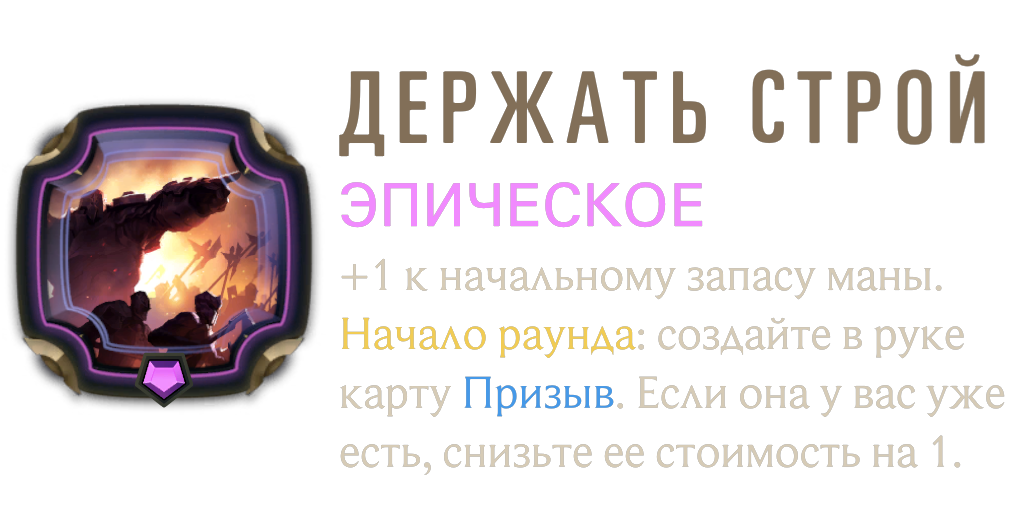 ДЕРЖАТЬ СТРОЙ
ЭПИЧЕСКОЕ
+1 к начальному запасу маны.
Начало раунда: создайте в руке
карту Призыв. Если она у вас уже
есть, снизьте ее стоимость на 1.